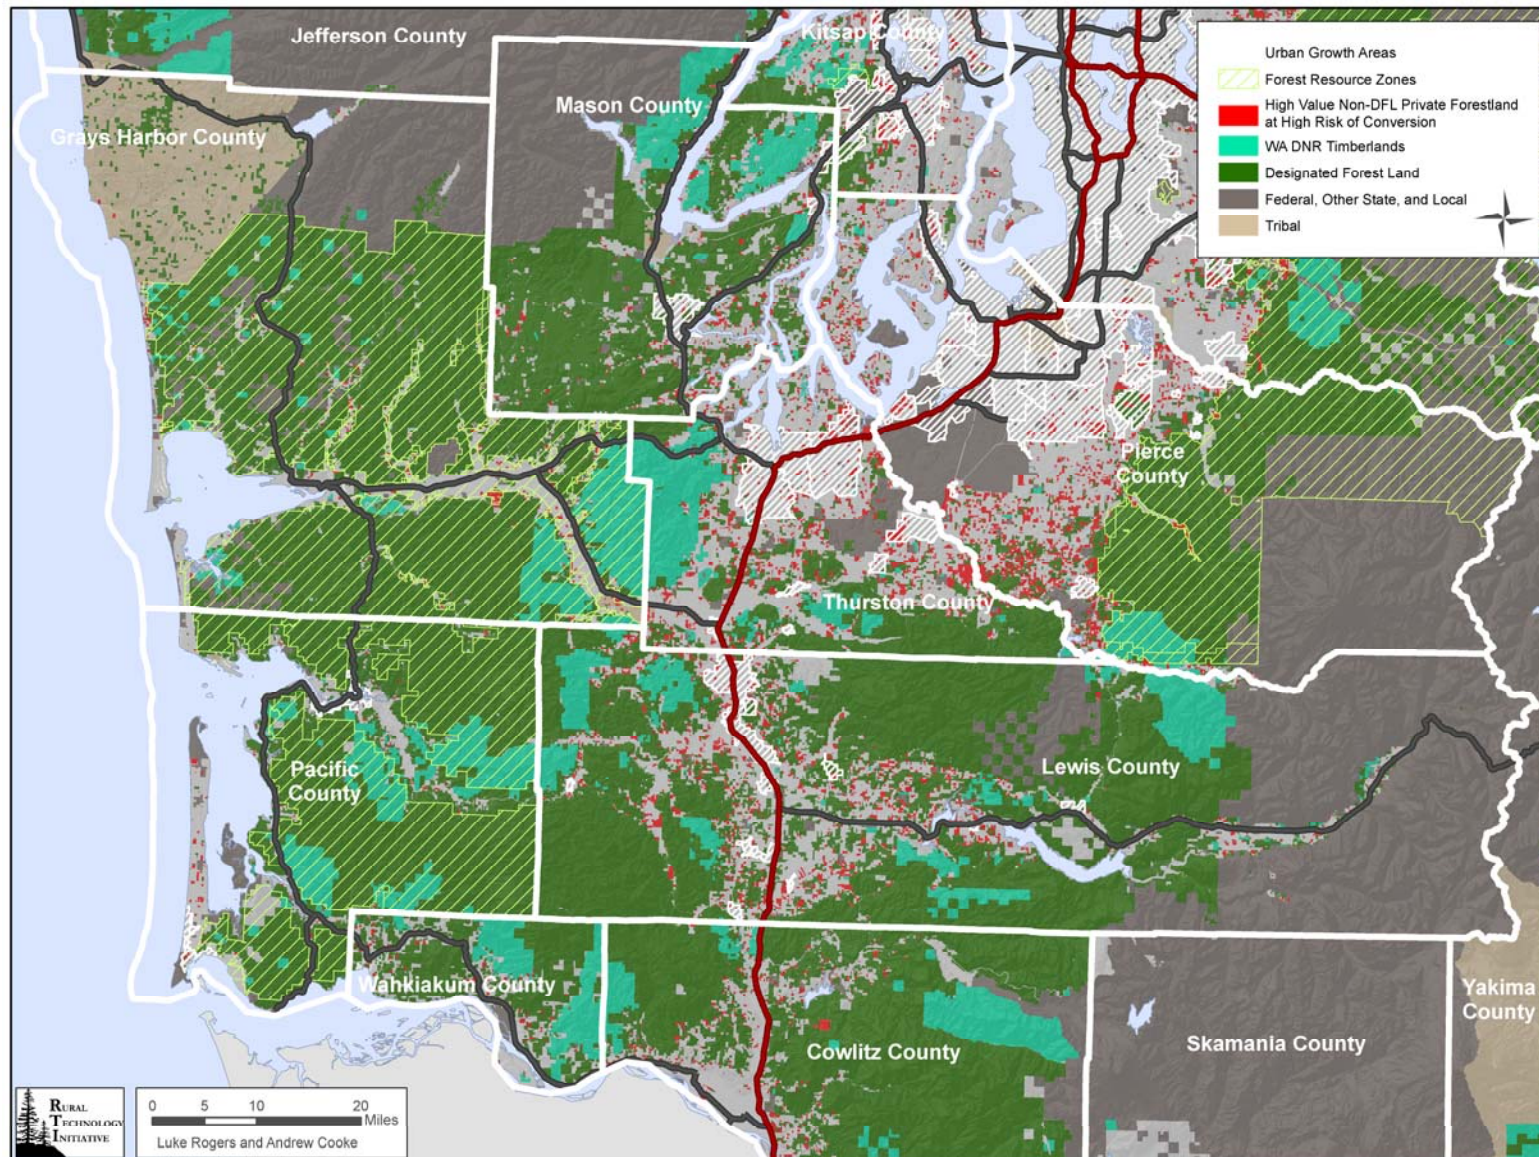 Jefferson County
Kitsap County
Mason County
Grays Harbor County
Urban Growth Areas
Forest Resource Zones
High Value Non-DFL Private Forestland
at High Risk of Conversion
WA DNR Timberlands
Designated Forest Land
Federal, Other State, and Local
Tribal
Pierce
County
Thurston County
Lewis County
Pacific
County
Wahkiakum County
Cowlitz County
Skamania County
Yakima
County
RURAL
TECHNOLOGY
INITIATIVE
0 5 10 20
Miles
Luke Rogers and Andrew Cooke